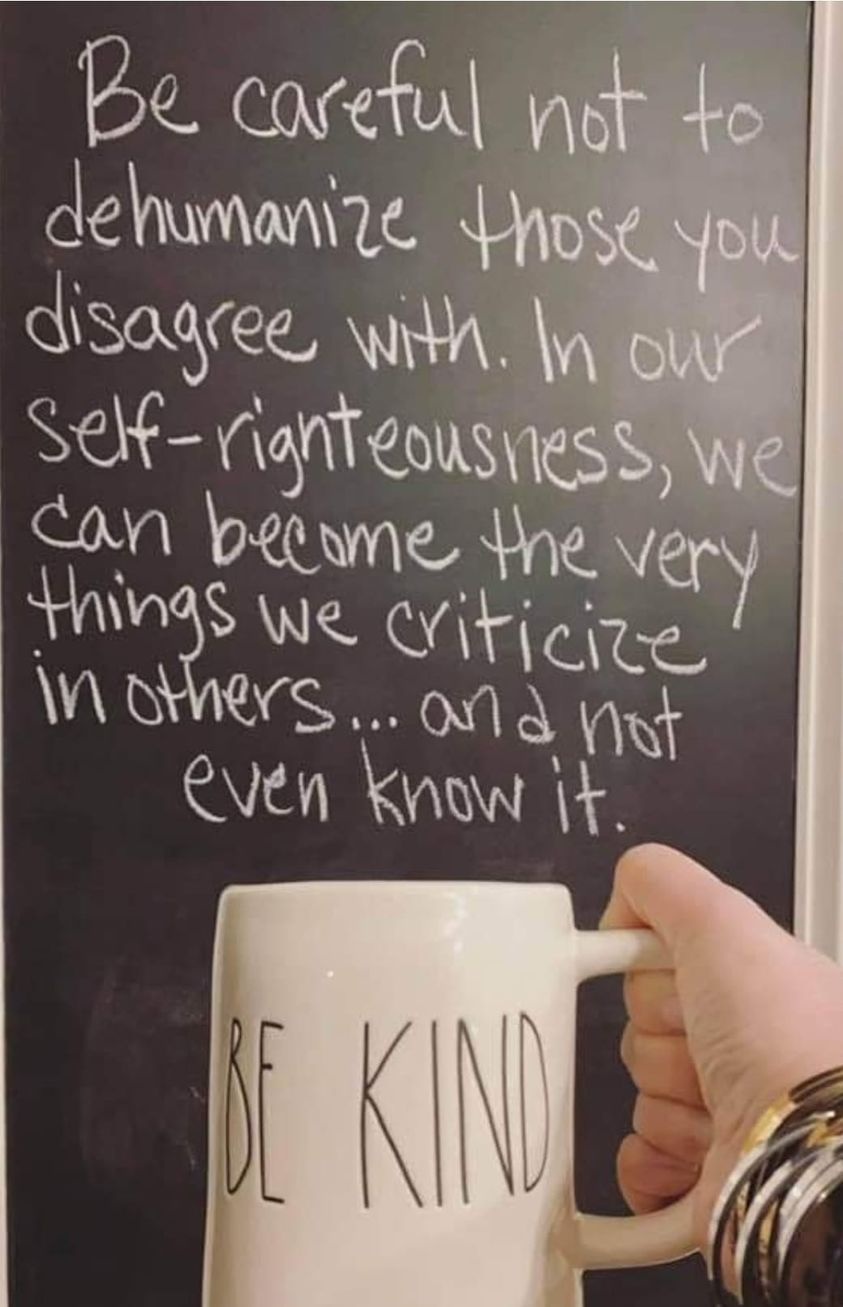 Be careful not to
dehumanize those you
disagree with. In our
self-righteousness, we
can become the very
things we criticize
in others... and not
even know it.
BE KIND